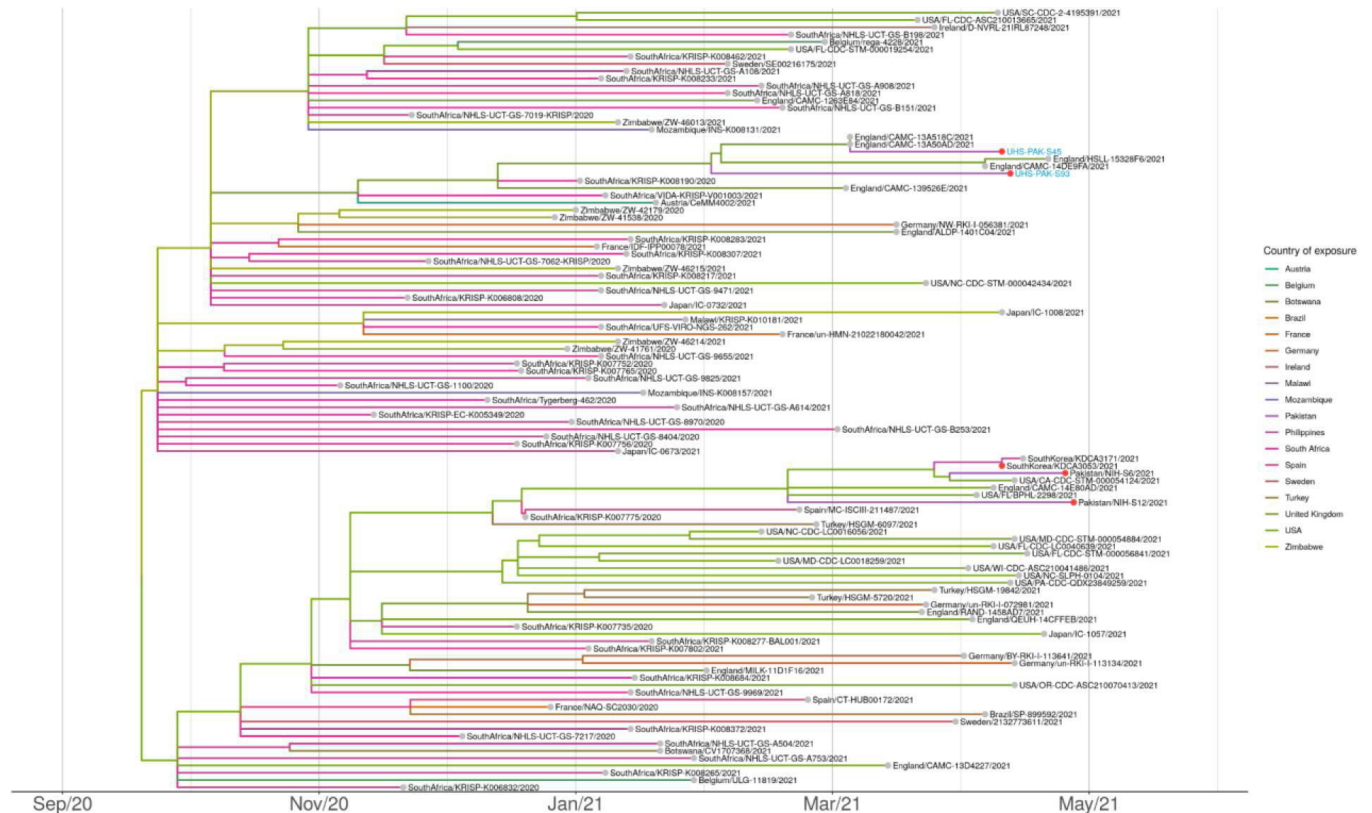 USA/SC-CDC-2-4195391/2021
USA/FL-CDC-ASC210013665/2021
Ireland/D-NVRL-21IRL87248/2021
SouthAfrica/NHLS-UCT-GS-B198/2021
Belgium/rega-4228/2021
USA/FL-CDC-STM-000019254/2021
SouthAfrica/KRISP-K008462/2021
Sweden/SE00216175/2021
SouthAfrica/NHLS-UCT-GS-A108/2021
SouthAfrica/KRISP-K008233/2021
SouthAfrica/NHLS-UCT-GS-A908/2021
SouthAfrica/NHLS-UCT-GS-A818/2021
England/CAMC-1263E84/2021
SouthAfrica/NHLS-UCT-GS-B151/2021
SouthAfrica/NHLS-UCT-GS-7019-KRISP/2020
Zimbabwe/ZW-46013/2021
Mozambique/INS-K008131/2021
England/CAMC-13A518C/2021
England/CAMC-13A50AD/2021
UHS-PAK-S45
England/HSLL-15328F6/2021
England/CAMC-14DE9FA/2021
UHS-PAK-S93
SouthAfrica/KRISP-K008190/2020
England/CAMC-139526E/2021
SouthAfrica/VIDA-KRISP-V001003/2021
Austria/CeMM4002/2021
Zimbabwe/ZW-42179/2020
Zimbabwe/ZW-41538/2020
Germany/NW-RKI-I-056381/2021
England/ALDP-1401C04/2021
SouthAfrica/KRISP-K008283/2021
France/IDF-IPP00078/2021
SouthAfrica/KRISP-K008307/2021
SouthAfrica/NHLS-UCT-GS-7062-KRISP/2020
Zimbabwe/ZW-46215/2021
SouthAfrica/KRISP-K008217/2021
USA/NC-CDC-STM-000042434/2021
SouthAfrica/NHLS-UCT-GS-9471/2021
SouthAfrica/KRISP-K006808/2020
Japan/IC-0732/2021
Japan/IC-1008/2021
Malawi/KRISP-K010181/2021
SouthAfrica/UFS-VIRO-NGS-262/2021
France/un-HMN-21022180042/2021
Zimbabwe/ZW-46214/2021
Zimbabwe/ZW-41761/2020
SouthAfrica/NHLS-UCT-GS-9655/2021
SouthAfrica/KRISP-K007752/2020
SouthAfrica/KRISP-K007765/2020
SouthAfrica/NHLS-UCT-GS-9825/2021
SouthAfrica/NHLS-UCT-GS-1100/2020
Mozambique/INS-K008157/2021
SouthAfrica/Tygerberg-462/2020
SouthAfrica/NHLS-UCT-GS-A614/2021
SouthAfrica/KRISP-EC-K005349/2020
SouthAfrica/NHLS-UCT-GS-8970/2020
SouthAfrica/NHLS-UCT-GS-B253/2021
SouthAfrica/NHLS-UCT-GS-8404/2020
SouthAfrica/KRISP-K007756/2020
Japan/IC-0673/2021
SouthKorea/KDCA3171/2021
SouthKorea/KDCA3053/2021
Pakistan/NIH-S6/2021
USA/CA-CDC-STM-000054124/2021
England/CAMC-14E80AD/2021
USA/FL-BPHL-2298/2021
Pakistan/NIH-S12/2021
Spain/MC-ISCIII-211487/2021
SouthAfrica/KRISP-K007775/2020
Turkey/HSGM-6097/2021
USA/NC-CDC-LC0016056/2021
USA/MD-CDC-STM-000054884/2021
USA/FL-CDC-LC0040639/2021
USA/FL-CDC-STM-000056841/2021
USA/MD-CDC-LC0018259/2021
USA/WI-CDC-ASC210041486/2021
USA/NC-SLPH-0104/2021
USA/PA-CDC-QDX23849259/2021
Turkey/HSGM-19842/2021
Turkey/HSGM-5720/2021
Germany/un-RKI-I-072981/2021
England/RAND-1458AD7/2021
England/QEUH-14CFFEB/2021
SouthAfrica/KRISP-K007735/2020
Japan/IC-1057/2021
SouthAfrica/KRISP-K008277-BAL001/2021
SouthAfrica/KRISP-K007802/2021
Germany/BY-RKI-I-113641/2021
Germany/un-RKI-I-113134/2021
England/MILK-11D1F16/2021
SouthAfrica/KRISP-K008684/2021
USA/OR-CDC-ASC210070413/2021
SouthAfrica/NHLS-UCT-GS-9969/2021
Spain/CT-HUB00172/2021
France/NAQ-SC2030/2020
Brazil/SP-899592/2021
Sweden/2132773611/2021
SouthAfrica/KRISP-K008372/2021
SouthAfrica/NHLS-UCT-GS-7217/2020
SouthAfrica/NHLS-UCT-GS-A504/2021
Botswana/CV1707368/2021
SouthAfrica/NHLS-UCT-GS-A753/2021
England/CAMC-13D4227/2021
SouthAfrica/KRISP-K008265/2021
Belgium/ULG-11819/2021
SouthAfrica/KRISP-K006832/2020
Sep/20
Nov/20
Jan/21
Mar/21
May/21
Country of exposure
Austria
Belgium
Botswana
Brazil
France
Germany
Ireland
Malawi
Mozambique
Pakistan
Philippines
South Africa
Spain
Sweden
Turkey
United Kingdom
USA
Zimbabwe